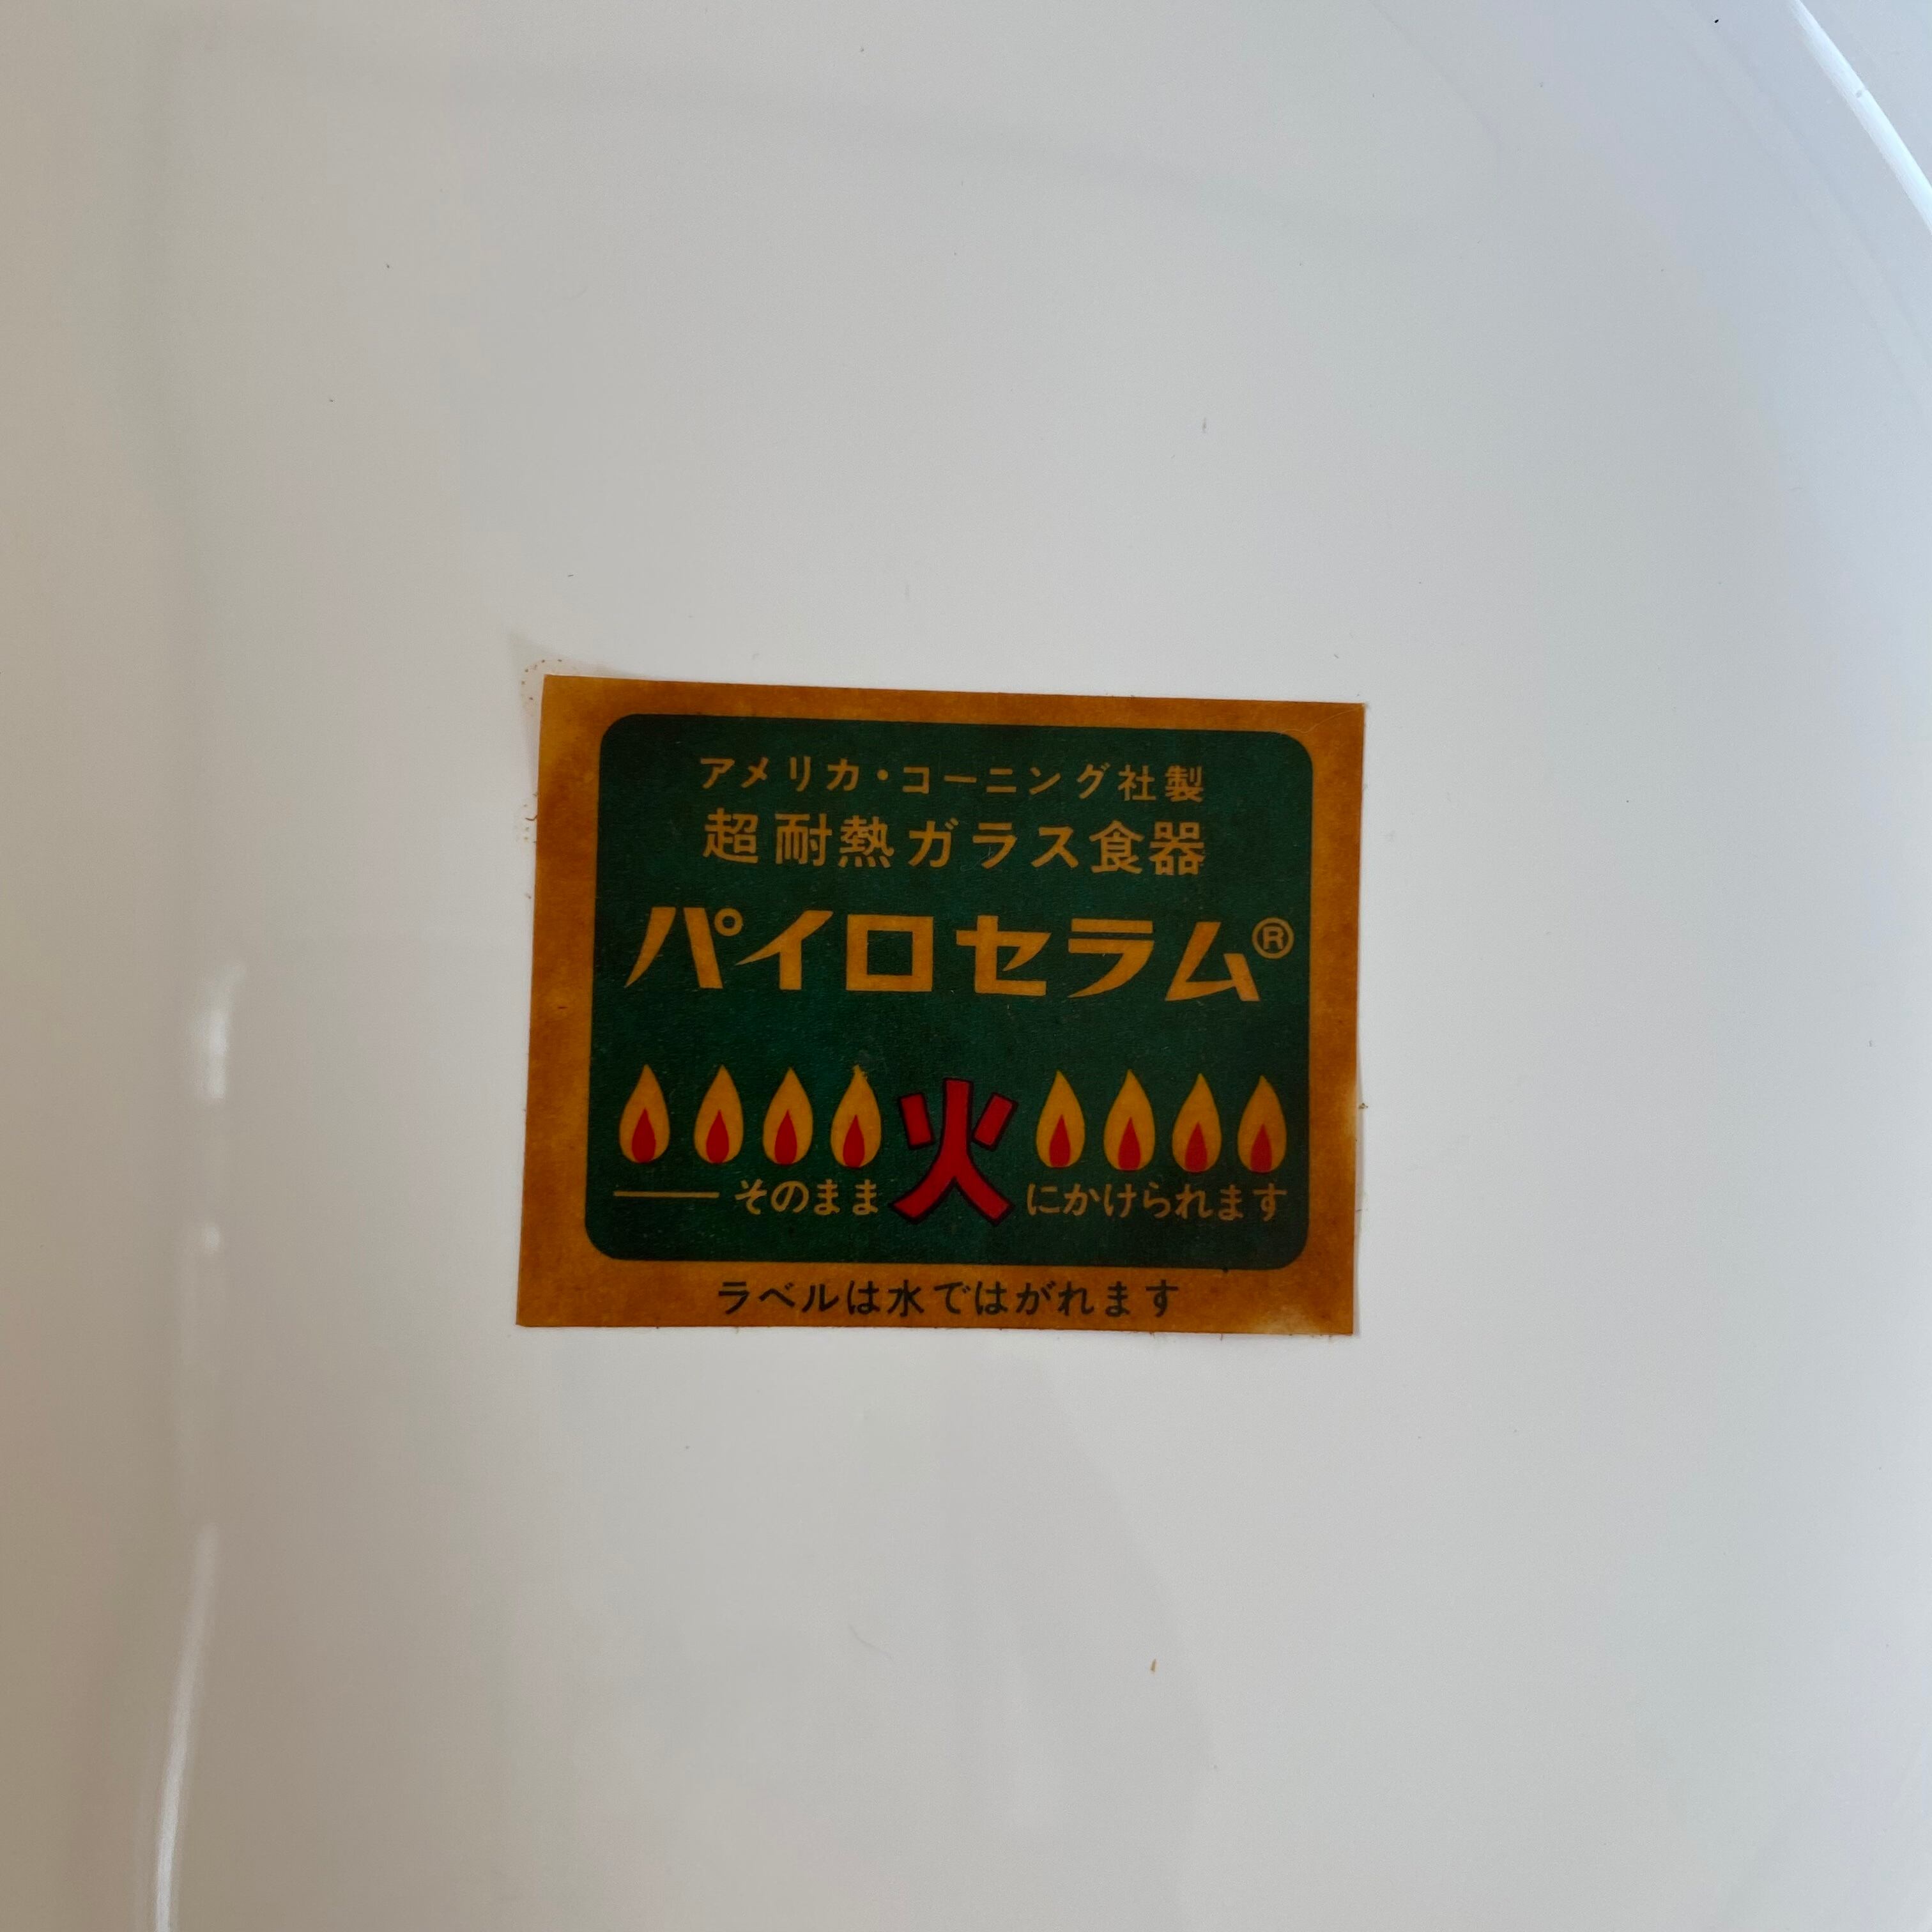 アメリカ・コーニング社製
超耐熱ガラス食器
パイロセラム®
そのまま火にかけられます
ラベルは水ではがれます